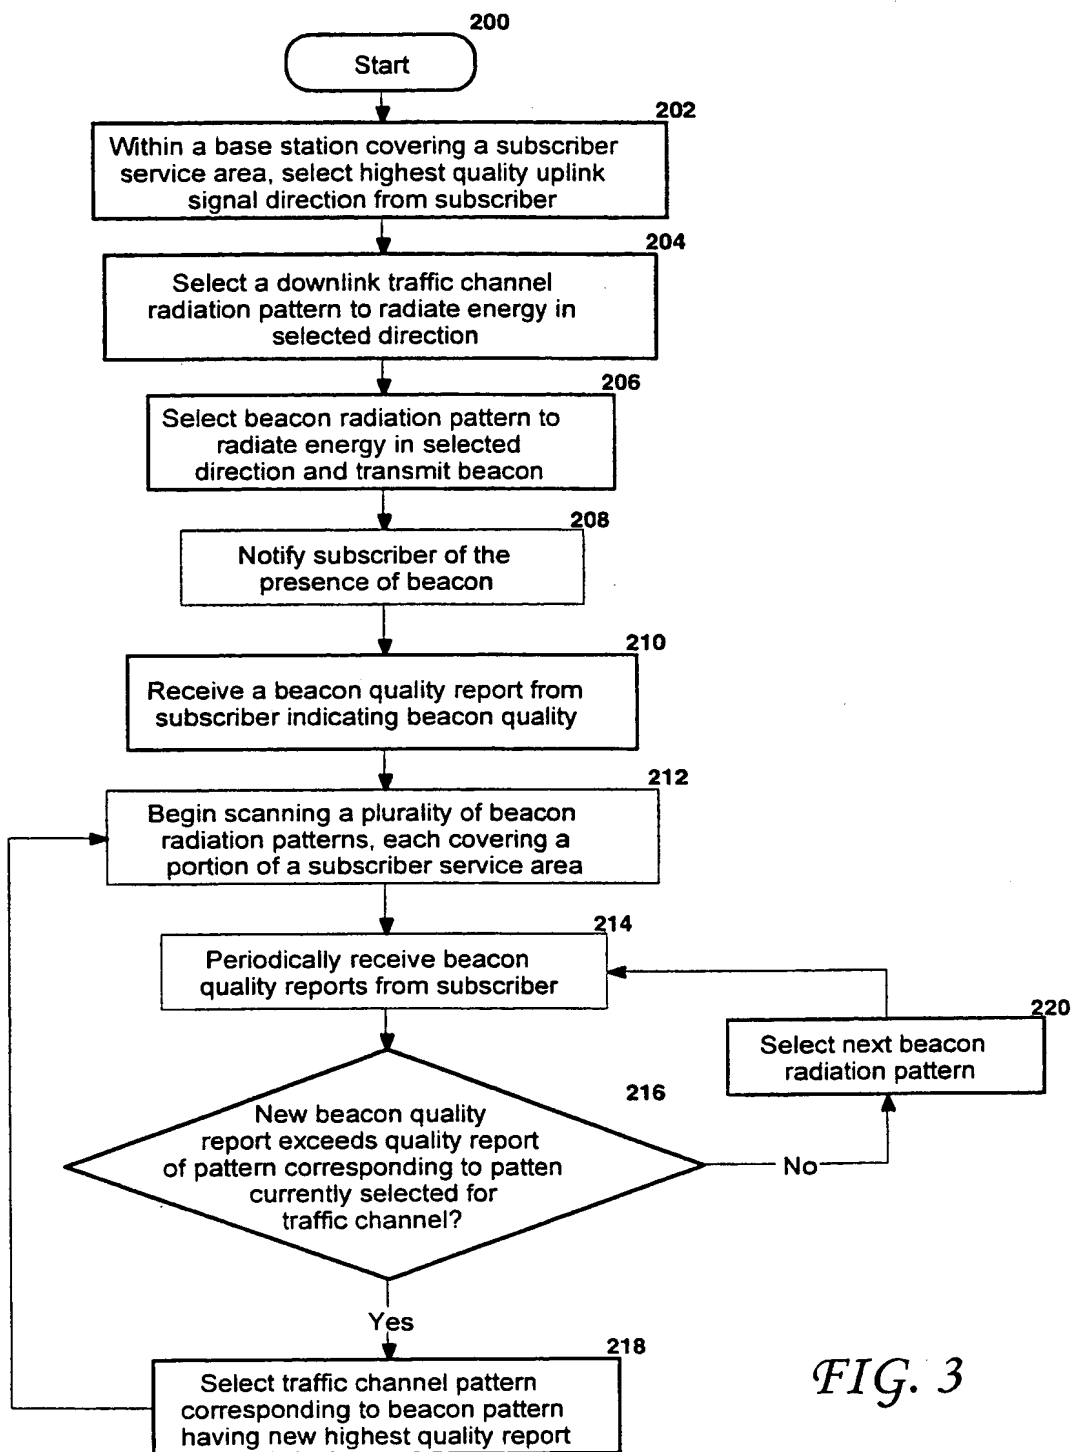 200
Start
202
Within a base station covering a subscriber
service area, select highest quality uplink
signal direction from subscriber
204
Select a downlink traffic channel
radiation pattern to radiate energy in
selected direction
206
Select beacon radiation pattern to
radiate energy in selected
direction and transmit beacon
208
Notify subscriber of the
presence of beacon
210
Receive a beacon quality report from
subscriber indicating beacon quality
212
Begin scanning a plurality of beacon
radiation patterns, each covering a
portion of a subscriber service area
214
Periodically receive beacon
quality reports from subscriber
220
Select next beacon
radiation pattern
216
New beacon quality
report exceeds quality report
of pattern corresponding to patten
currently selected for
traffic channel?
No
Yes
218
Select traffic channel pattern
corresponding to beacon pattern
having new highest quality report
FIG. 3